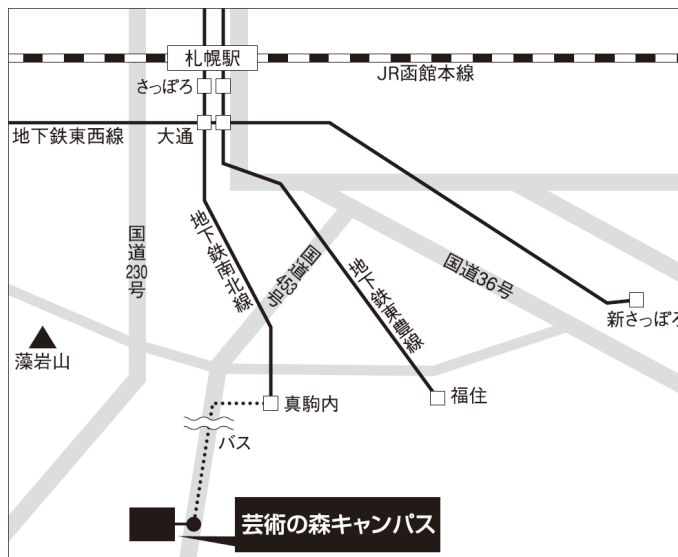 札幌駅
JR函館本線
さっぽろ
地下鉄東西線
大通
国道230号
地下鉄南北線
国道453号
地下鉄東豊線
国道36号
新さっぽろ
藻岩山
真駒内
福住
バス
芸術の森キャンパス